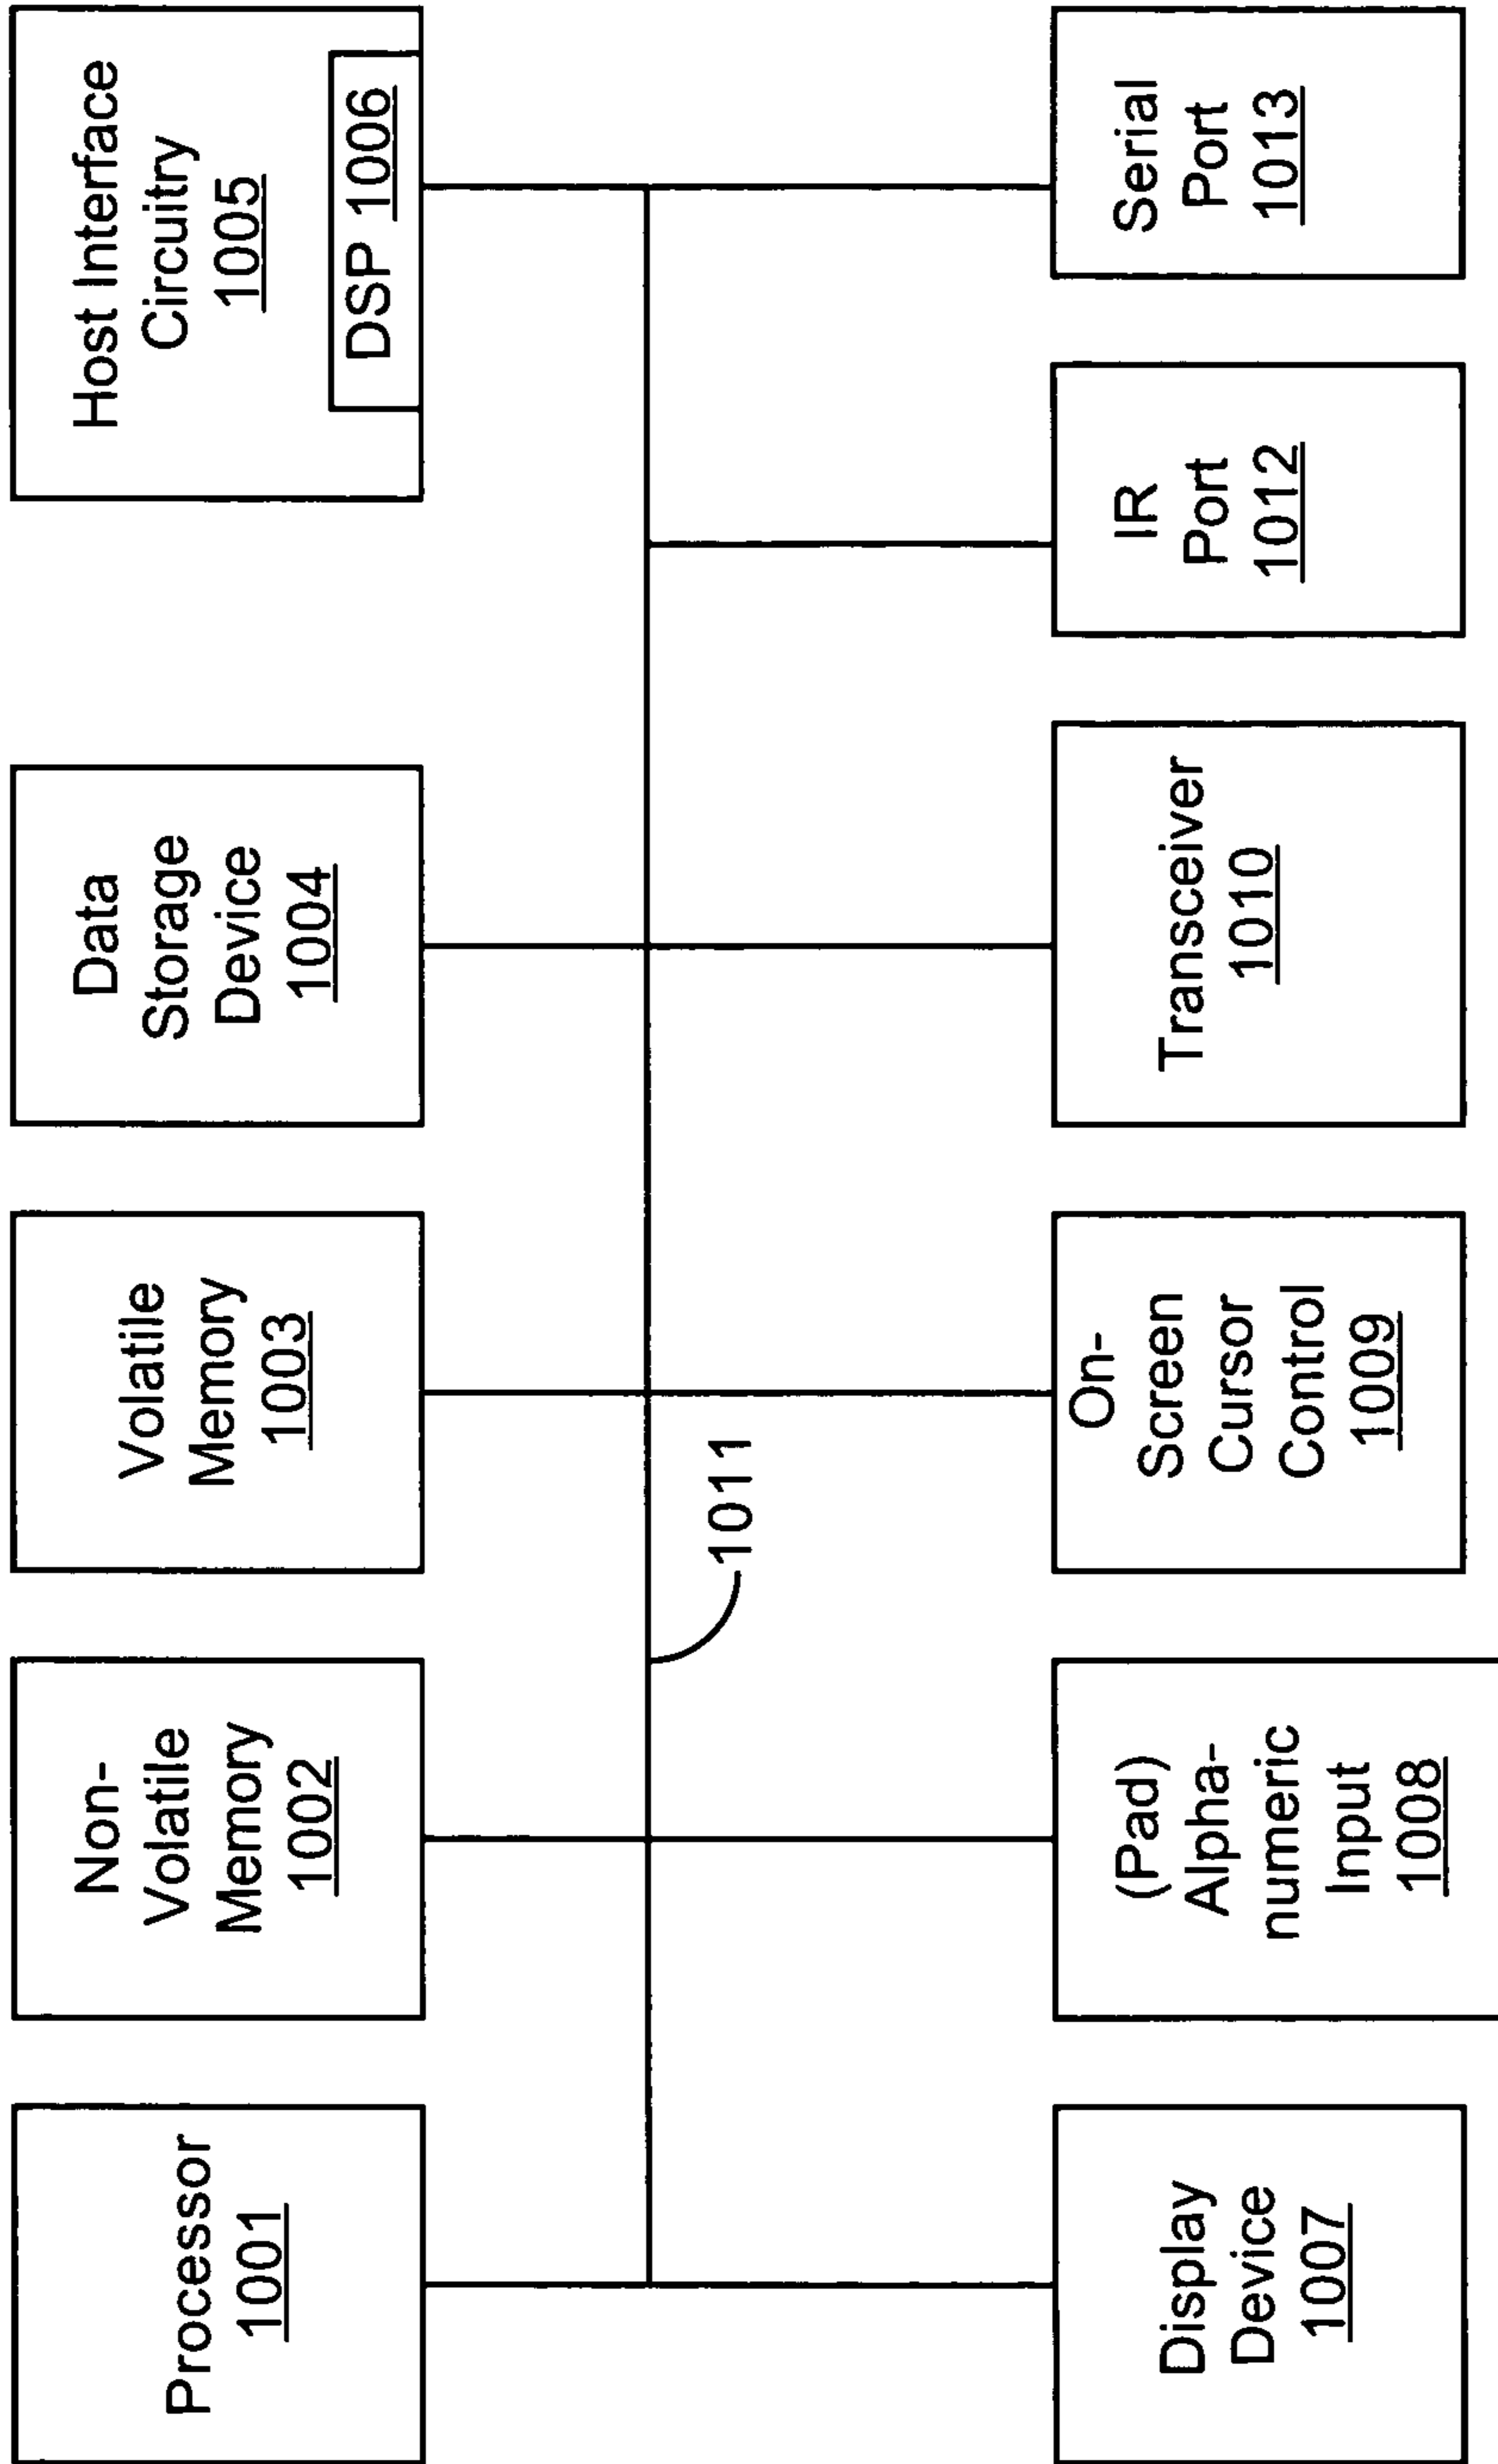 Processor
1001
Non-
Volatile
Memory
1002
Volatile
Memory
1003
Data
Storage
Device
1004
Host Interface
Circuitry
1005
DSP 1006
1011
Display
Device
1007
(Pad)
Alpha-
numeric
Input
1008
On-
Screen
Cursor
Control
1009
Transceiver
1010
IR
Port
1012
Serial
Port
1013